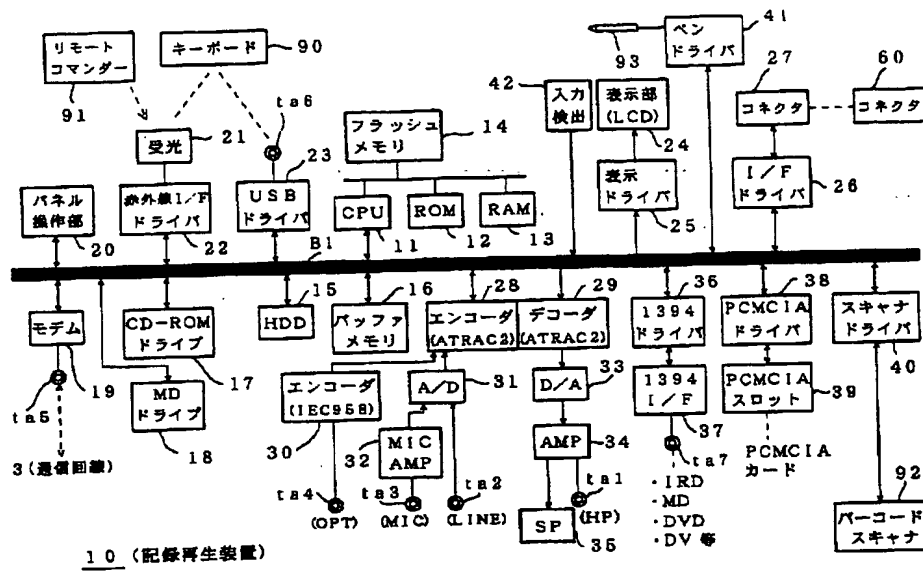 リモート
コマンダー
91
キーボード
90
ta6
21
受光
パネル
操作部
20
赤外線I/F
ドライバ
22
23
USB
ドライバ
フラッシュ
メモリ
14
CPU
11
ROM
12
RAM
13
42
入力
検出
表示部
(LCD)
24
表示
ドライバ
25
93
ペン
ドライバ
41
27
コネクタ
60
コネクタ
I/F
ドライバ
26
B1
モデム
19
ta5
3(通信回線)
CD-ROM
ドライブ
17
MD
ドライブ
18
15
HDD
16
バッファ
メモリ
28
エンコーダ
(ATRAC2)
29
デコーダ
(ATRAC2)
エンコーダ
(IEC958)
30
A/D
31
32
MIC
AMP
D/A
33
AMP
34
SP
35
ta4
(OPT)
ta3
(MIC)
ta2
(LINE)
ta1
(HP)
36
1394
ドライバ
1394
I/F
37
ta7
・IRD
・MD
・DVD
・DV等
38
PCMCIA
ドライバ
PCMCIA
スロット
39
PCMCIA
カード
スキャナ
ドライバ
40
92
バーコード
スキャナ
10 (記録再生装置)